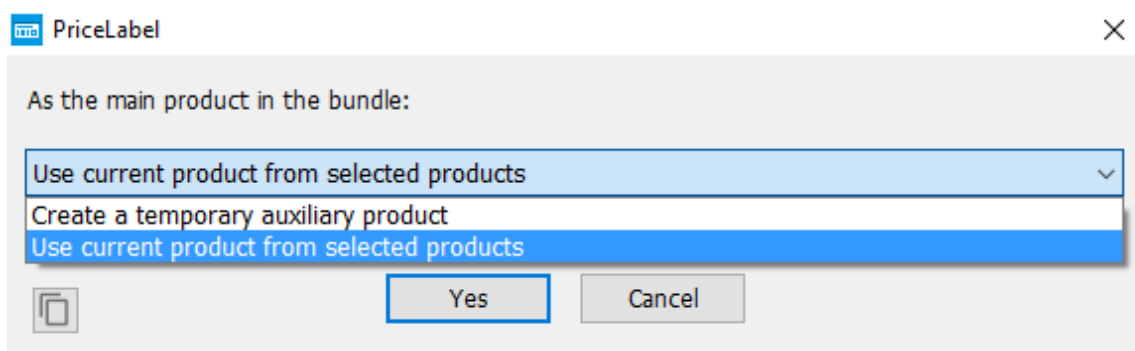 PriceLabel
As the main product in the bundle:
Use current product from selected products
Create a temporary auxiliary product
Use current product from selected products
Yes Cancel